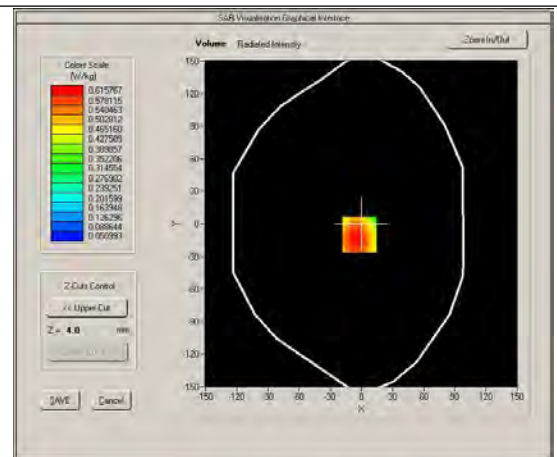 SAR Visualisation Graphical Interface
Volume Radiated Intensity
Zoom In/Out
Colors Scale
(W/kg)
0.615767
0.578115
0.540463
0.502812
0.465160
0.427509
0.389857
0.352206
0.314554
0.276902
0.239251
0.201599
0.163948
0.126296
0.088644
0.050993
150
120
90
60
30
0
-30
-60
-90
-120
-150
Y
-150 -120 -90 -60 -30 0 30 60 90 120 150
X
Z-Cuts Control
<< Upper Cut
Z = 4.0 mm
SAVE Cancel